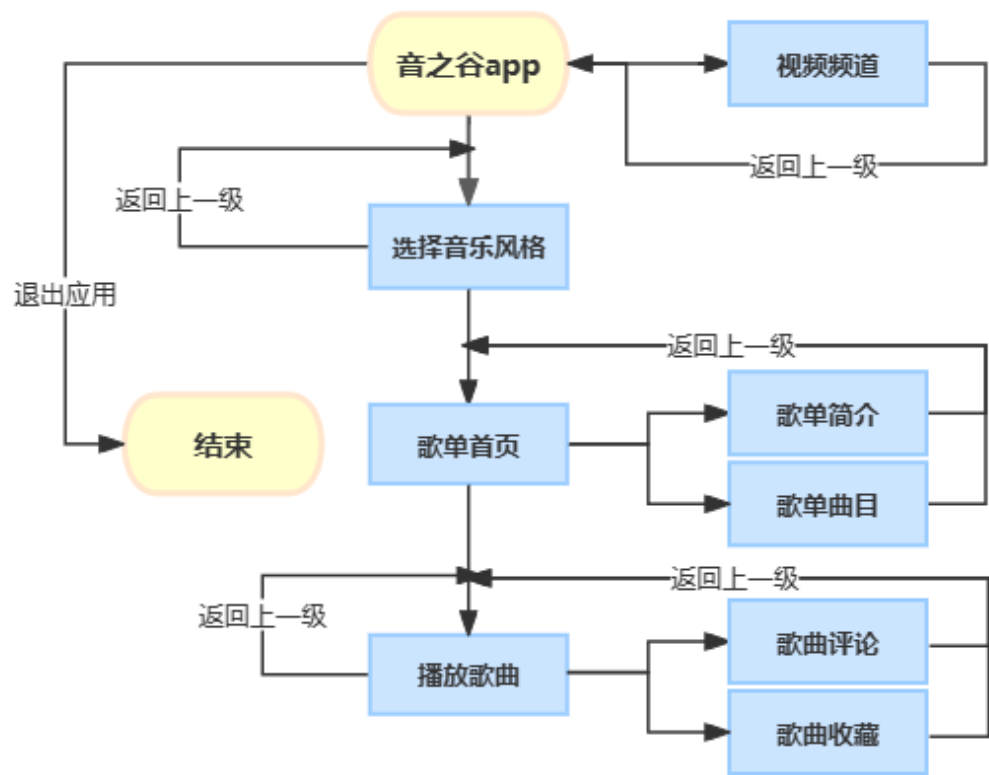 音之谷app
视频频道
返回上一级
返回上一级
选择音乐风格
退出应用
返回上一级
歌单简介
结束
歌单首页
歌单曲目
返回上一级
返回上一级
歌曲评论
播放歌曲
歌曲收藏